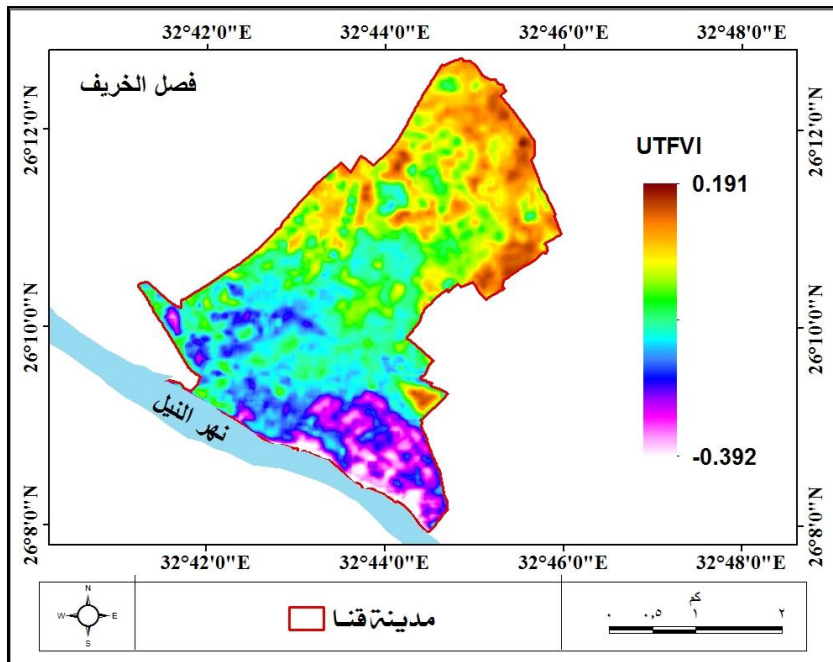 32°42'0"E 32°44'0"E 32°46'0"E 32°48'0"E
فصل الخريف
26°12'0"N 26°12'0"N
UTFVI
0.191
-0.392
26°10'0"N 26°10'0"N
نهر النيل
26°8'0"N 26°8'0"N
32°42'0"E 32°44'0"E 32°46'0"E 32°48'0"E
N
W E
S
مدينة قنا
كم
٠ ٠,٥ ١ ٢